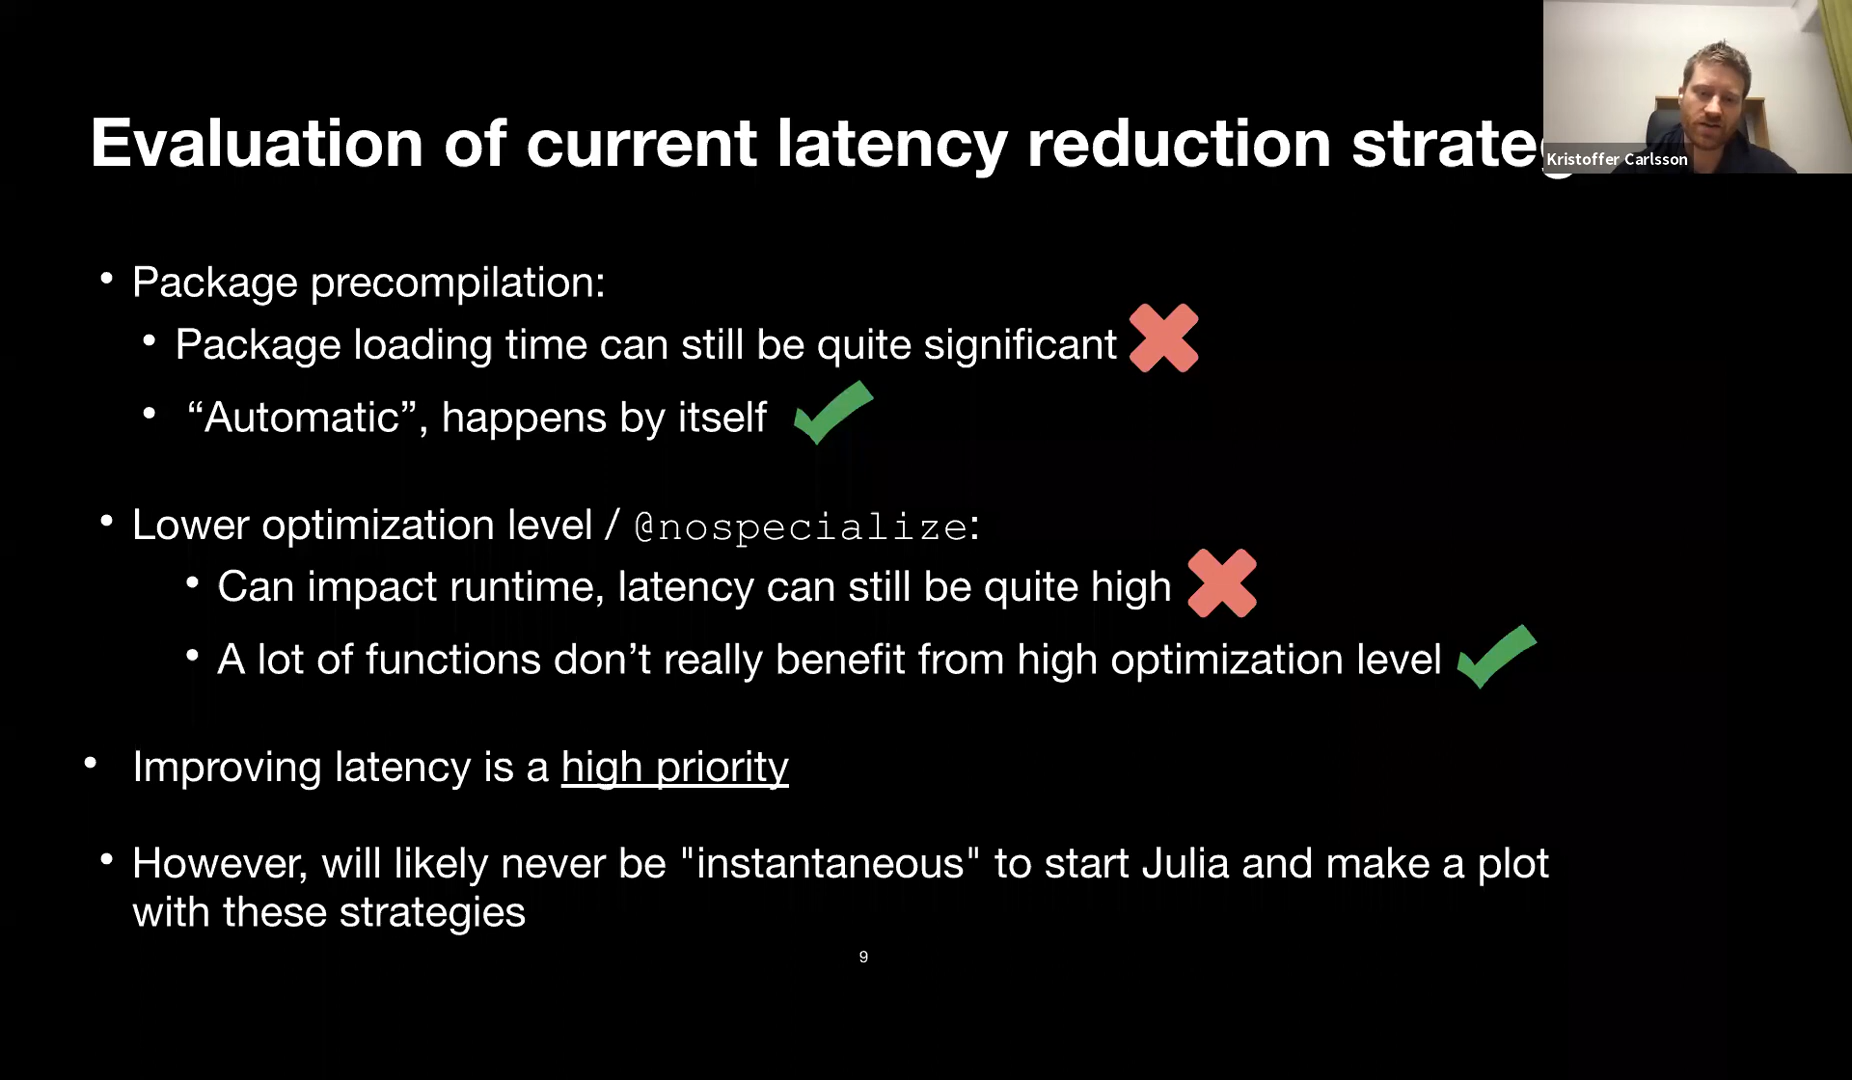 Evaluation of current latency reduction
Kristoffer Carlsson
• Package precompilation:
• Package loading time can still be quite significant
• “Automatic”, happens by itself
• Lower optimization level / @nospecialize:
• Can impact runtime, latency can still be quite high
• A lot of functions don’t really benefit from high optimization level
• Improving latency is a high priority
• However, will likely never be "instantaneous" to start Julia and make a plot
with these strategies
9